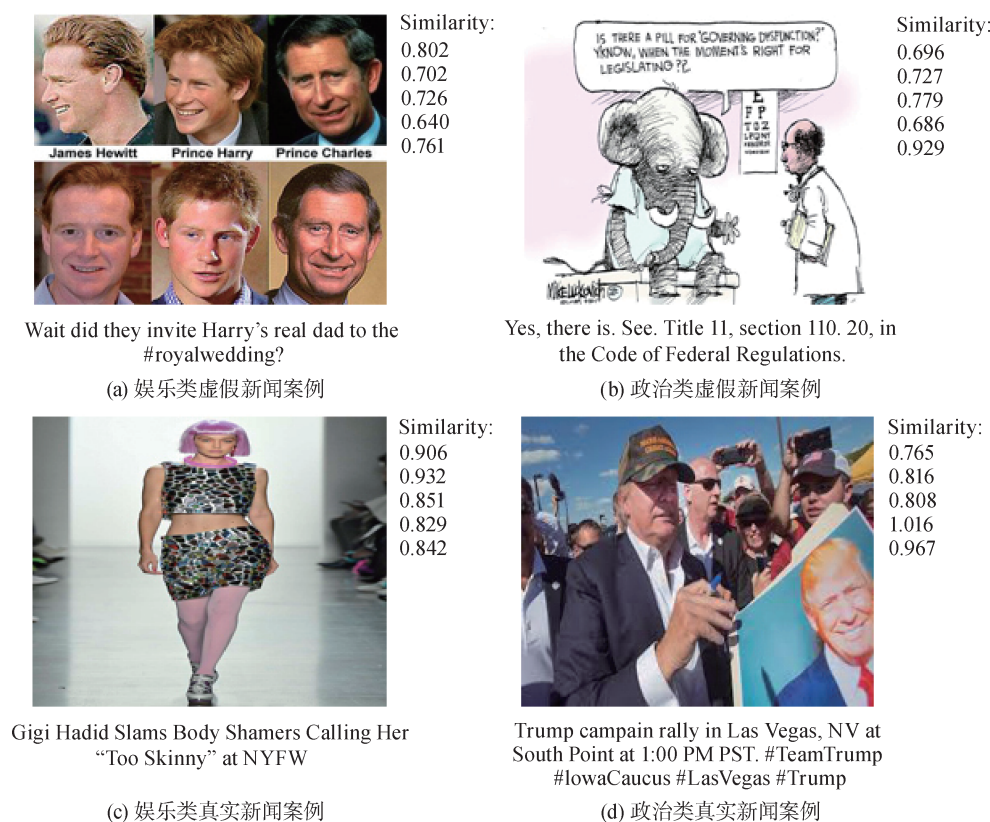 Similarity:
0.802
0.702
0.726
0.640
0.761
James Hewitt Prince Harry Prince Charles
Wait did they invite Harry's real dad to the
#royalwedding?
(a) 娱乐类虚假新闻案例
IS THERE A PILL FOR "GOVERNING DYSFUNCTION?"
Y'KNOW, WHEN THE MOMENT'S RIGHT FOR
LEGISLATING??
E
F P
T O Z
Similarity:
0.696
0.727
0.779
0.686
0.929
Yes, there is. See. Title 11, section 110. 20, in
the Code of Federal Regulations.
(b) 政治类虚假新闻案例
Similarity:
0.906
0.932
0.851
0.829
0.842
Gigi Hadid Slams Body Shamers Calling Her
“Too Skinny” at NYFW
(c) 娱乐类真实新闻案例
Similarity:
0.765
0.816
0.808
1.016
0.967
Trump campain rally in Las Vegas, NV at
South Point at 1:00 PM PST. #TeamTrump
#lowaCaucus #LasVegas #Trump
(d) 政治类真实新闻案例